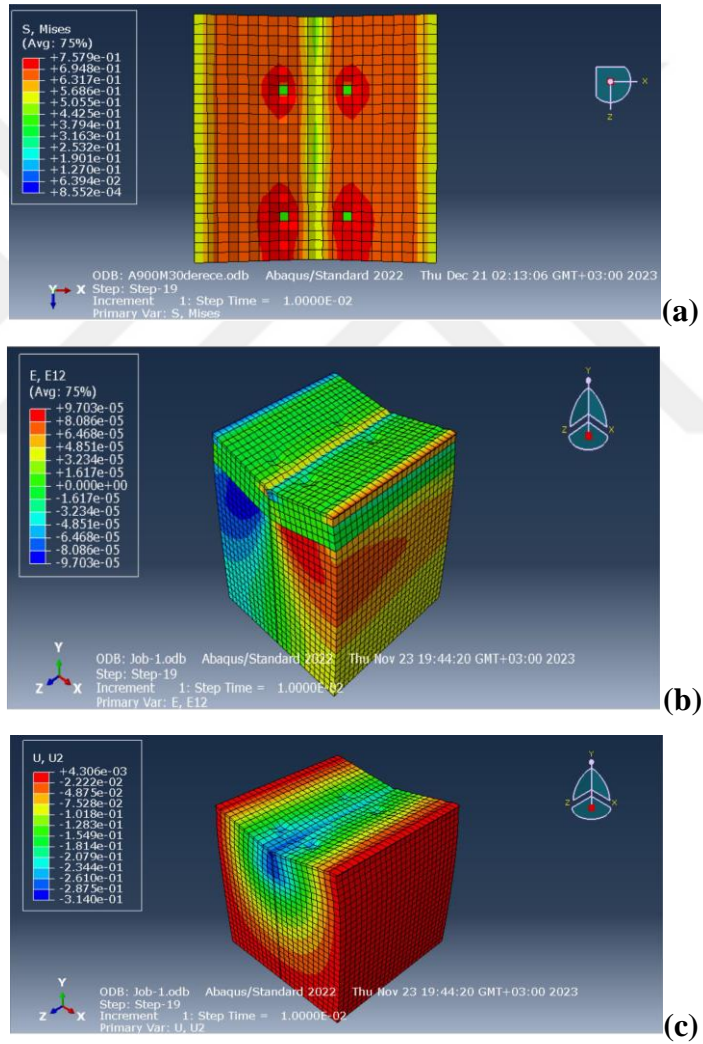 S, Mises
(Avg: 75%)
+7.579e-01
+6.948e-01
+6.317e-01
+5.686e-01
+5.055e-01
+4.425e-01
+3.794e-01
+3.163e-01
+2.532e-01
+1.901e-01
+1.270e-01
+6.394e-02
+8.552e-04
X
Z
ODB: A900M30derece.odb Abaqus/Standard 2022 Thu Dec 21 02:13:06 GMT+03:00 2023
Y X
Step: Step-19
Increment 1: Step Time = 1.0000E-02
Primary Var: S, Mises
(a)
E, E12
(Avg: 75%)
+9.703e-05
+8.086e-05
+6.468e-05
+4.851e-05
+3.234e-05
+1.617e-05
+0.000e+00
-1.617e-05
-3.234e-05
-4.851e-05
-6.468e-05
-8.086e-05
-9.703e-05
Y
Z X
Y
ODB: Job-1.odb Abaqus/Standard 2022 Thu Nov 23 19:44:20 GMT+03:00 2023
Step: Step-19
Z X
Increment 1: Step Time = 1.0000E-02
Primary Var: E, E12
(b)
U, U2
+4.306e-03
-2.222e-02
-4.875e-02
-7.528e-02
-1.018e-01
-1.283e-01
-1.549e-01
-1.814e-01
-2.079e-01
-2.344e-01
-2.610e-01
-2.875e-01
-3.140e-01
Y
Z X
Y
ODB: Job-1.odb Abaqus/Standard 2022 Thu Nov 23 19:44:20 GMT+03:00 2023
Step: Step-19
Z X
Increment 1: Step Time = 1.0000E-02
Primary Var: U, U2
(c)